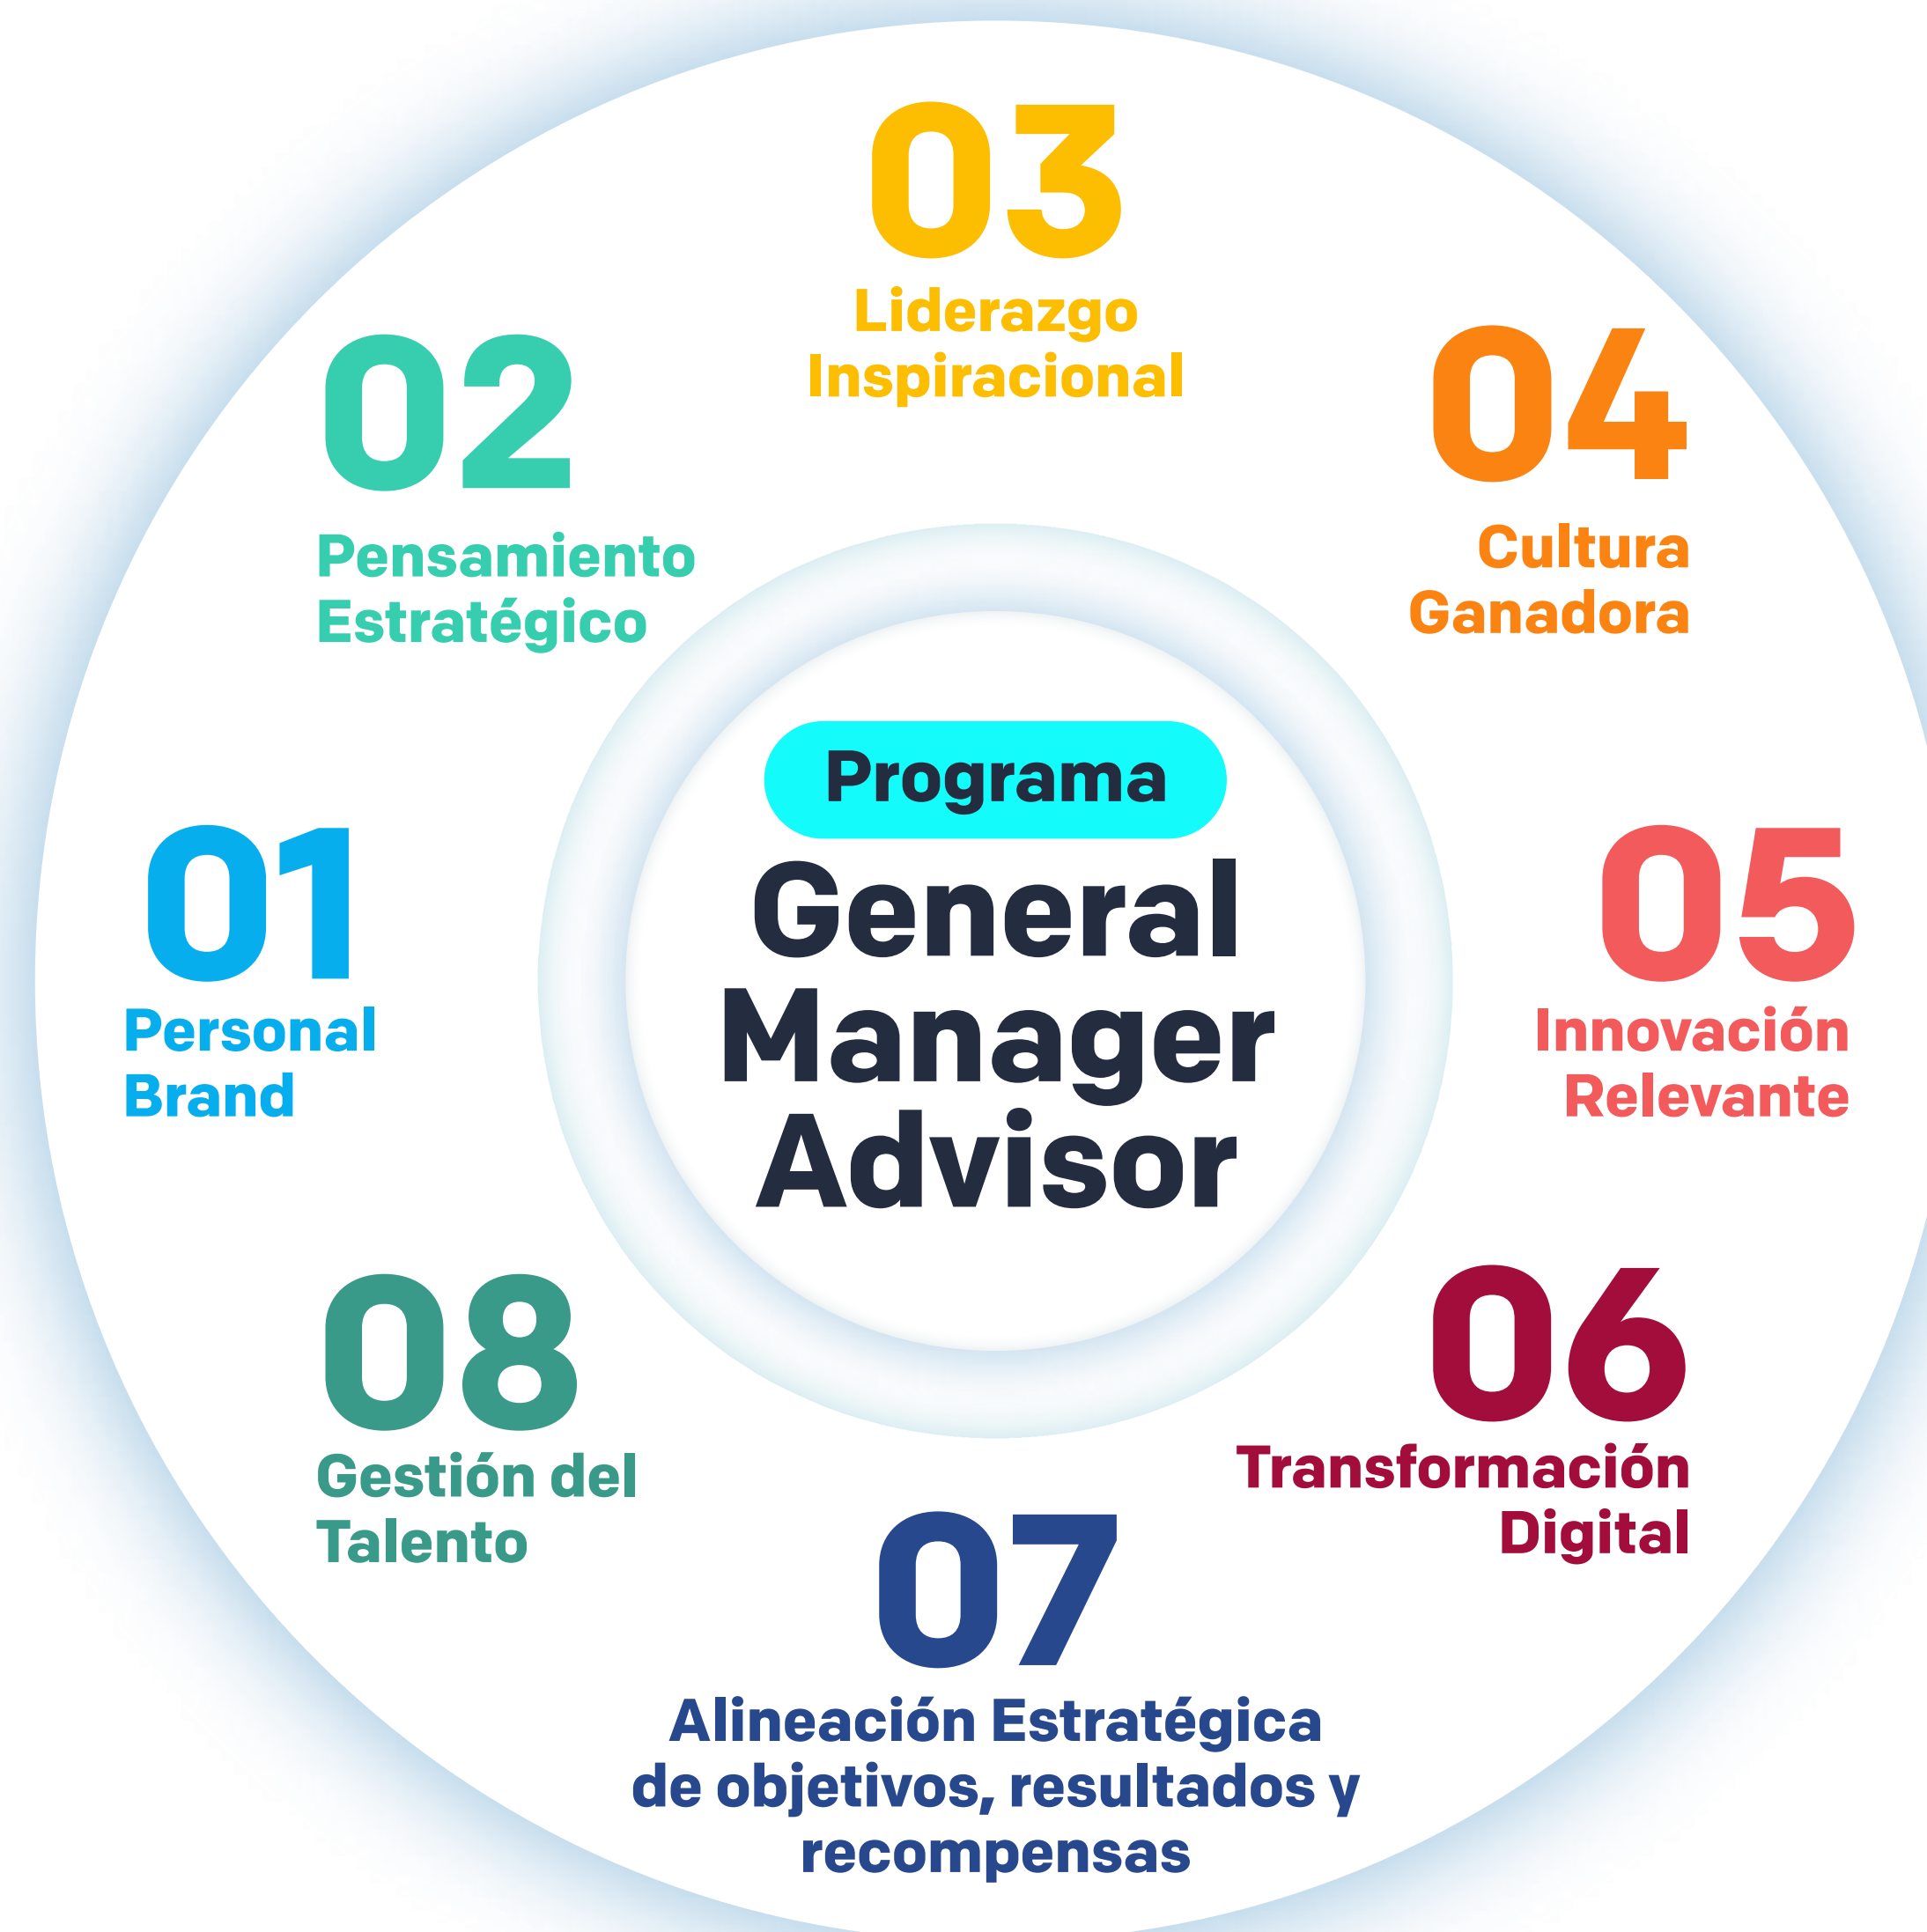 03
Liderazgo
Inspiracional
02
Pensamiento
Estratégico
04
Cultura
Ganadora
Programa
General
Manager
Advisor
01
Personal
Brand
05
Innovación
Relevante
08
Gestión del
Talento
06
Transformación
Digital
07
Alineación Estratégica
de objetivos, resultados y
recompensas